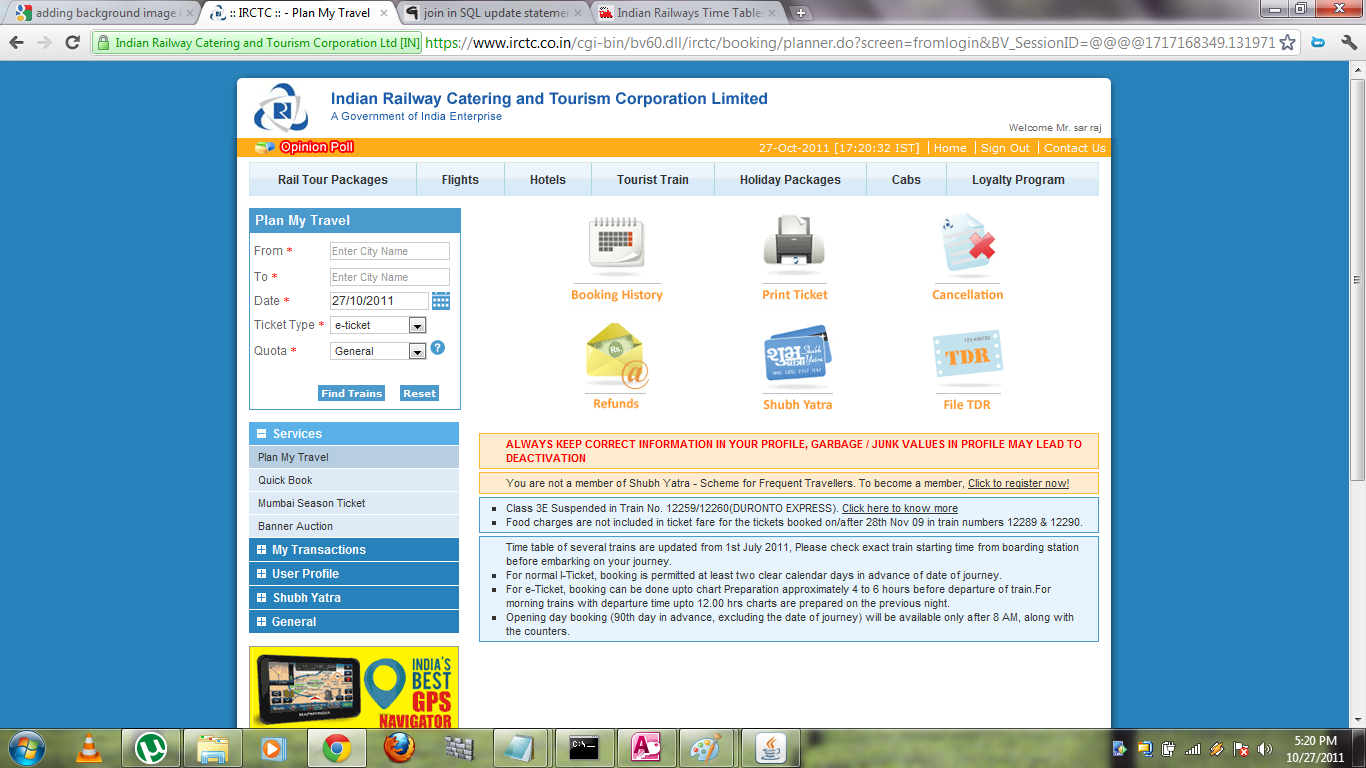 adding background image
:: IRCTC :: - Plan My Travel
join in SQL update stateme
Indian Railways Time Table
Indian Railway Catering and Tourism Corporation Ltd [IN] https://www.irctc.co.in/cgi-bin/bv60.dll/irctc/booking/planner.do?screen=fromlogin&BV_SessionID=@@@@1717168349.131971
Indian Railway Catering and Tourism Corporation Limited
A Government of India Enterprise
Welcome Mr. sar raj
Opinion Poll
27-Oct-2011 [17:20:32 IST] | Home | Sign Out | Contact Us
Rail Tour Packages Flights Hotels Tourist Train Holiday Packages Cabs Loyalty Program
Plan My Travel
From * Enter City Name
To * Enter City Name
Date * 27/10/2011
Ticket Type * e-ticket
Quota * General ?
Find Trains Reset
Booking History Print Ticket Cancellation
Rs.
@
शुभ यात्रा Shubh Yatra
TDR
Refunds Shubh Yatra File TDR
Services
Plan My Travel
Quick Book
Mumbai Season Ticket
Banner Auction
My Transactions
User Profile
Shubh Yatra
General
ALWAYS KEEP CORRECT INFORMATION IN YOUR PROFILE, GARBAGE / JUNK VALUES IN PROFILE MAY LEAD TO
DEACTIVATION
You are not a member of Shubh Yatra - Scheme for Frequent Travellers. To become a member, Click to register now!
Class 3E Suspended in Train No. 12259/12260(DURONTO EXPRESS). Click here to know more
Food charges are not included in ticket fare for the tickets booked on/after 28th Nov 09 in train numbers 12289 & 12290.
Time table of several trains are updated from 1st July 2011, Please check exact train starting time from boarding station
before embarking on your journey.
For normal I-Ticket, booking is permitted at least two clear calendar days in advance of date of journey.
For e-Ticket, booking can be done upto chart Preparation approximately 4 to 6 hours before departure of train.For
morning trains with departure time upto 12.00 hrs charts are prepared on the previous night.
Opening day booking (90th day in advance, excluding the date of journey) will be available only after 8 AM, along with
the counters.
INDIA'S
BEST
GPS
NAVIGATOR
MAPMYINDIA
C:\_
5:20 PM
10/27/2011